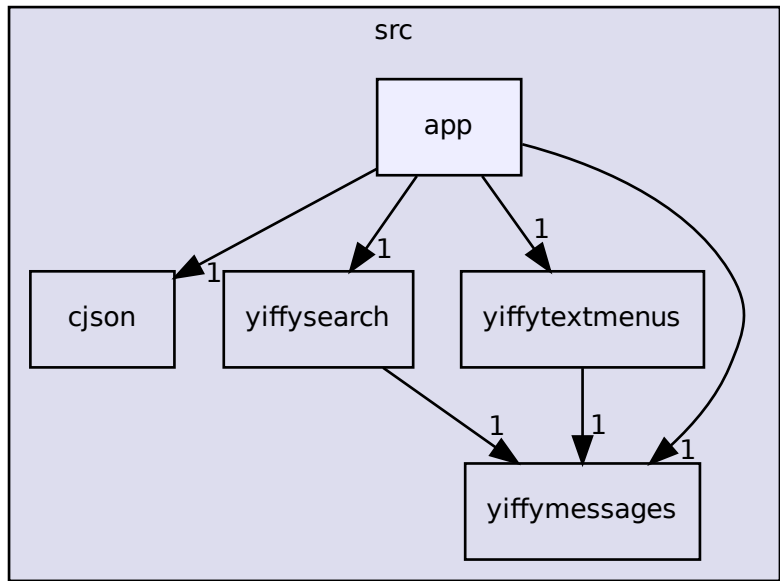 src
app
1
1
1
cjson
yiffysearch
yiffytextmenus
1
1
1
yiffymessages